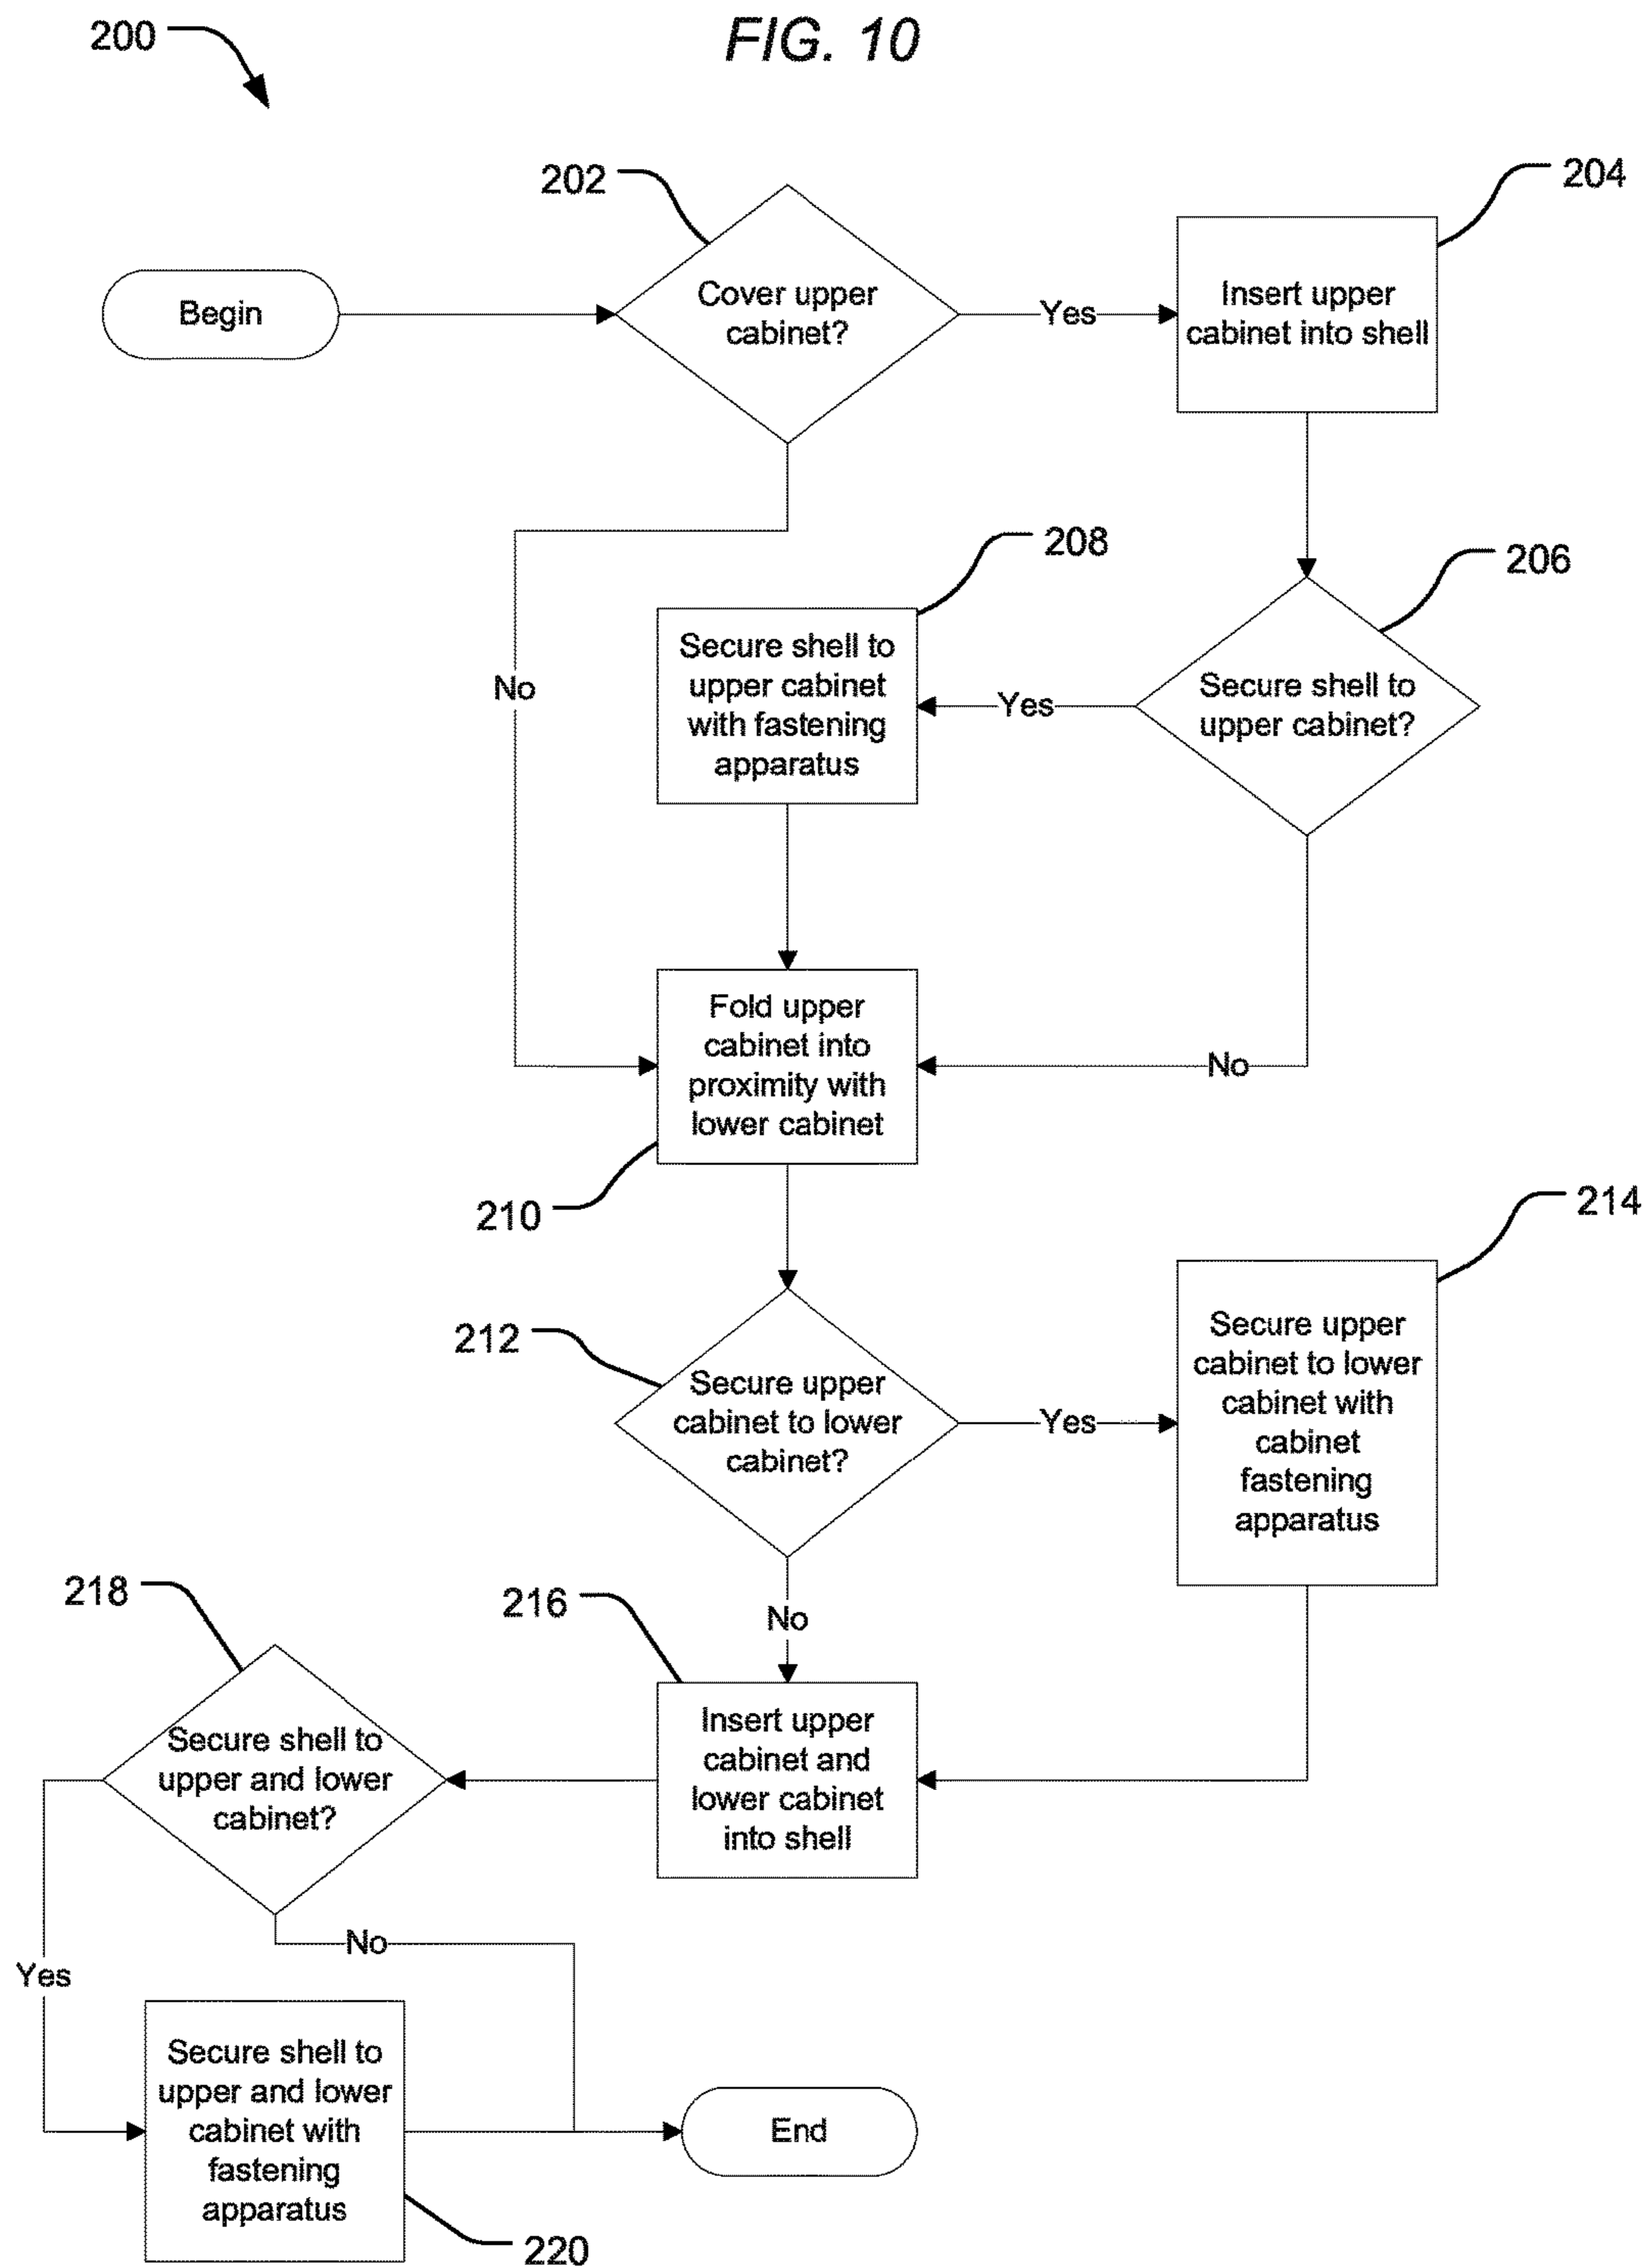 FIG. 10
200
202
204
Begin
Cover upper
cabinet?
Yes
Insert upper
cabinet into shell
208
206
No
Secure shell to
upper cabinet
with fastening
apparatus
Yes
Secure shell to
upper cabinet?
Fold upper
cabinet into
proximity with
lower cabinet
No
210
214
212
Secure upper
cabinet to lower
cabinet?
Yes
Secure upper
cabinet to lower
cabinet with
cabinet
fastening
apparatus
218
216
No
Secure shell to
upper and lower
cabinet?
Insert upper
cabinet and
lower cabinet
into shell
No
Yes
Secure shell to
upper and lower
cabinet with
fastening
apparatus
End
220